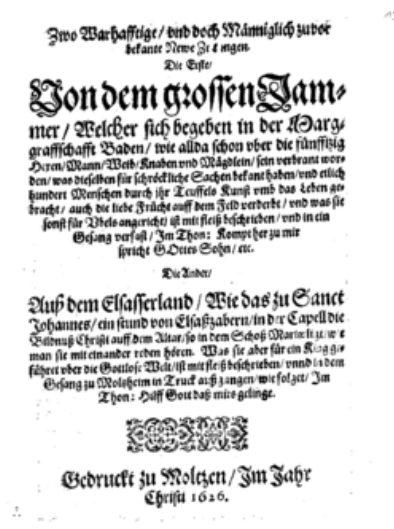 Zwo Warhafftige / vnd doch Männiglich zuvor
bekante Newe Zeitungen.
Die Erste /
Von dem grossen Jam-
mer / Welcher sich begeben in der Marg-
graffschafft Baden / wie allda schon vber die fünffzig
Hexen / Mann / Weib / Knaben vnd Mägdlein / sein verbrant wor-
den / was dieselben für schröckliche Sachen bekant haben / vnd etlich
hundert Menschen durch ihr Teuffels Kunst vmb das Leben ge-
bracht / auch die liebe Frücht auff dem Feld verderbt / vnd was sie
sonst für Vbels angericht / ist mit fleiß beschrieben / vnd in ein
Gesang verfast / Im Thon: Kompt her zu mir
spricht GOttes Sohn / etc.
Die Ander /
Auß dem Elsasserland / Wie das zu Sanct
Johannes / ein stund von Elsaßzabern / in der Capell die
Bildnuß Christi auff dem Altar / so in dem Schoß Marie
man sie mit einander reden hören. Was sie aber für ein Klag ge-
führet vber die Gottlose Welt / ist mit fleiß beschrieben / vnnd in dem
Gesang zu Molsheim in Truck auß gangen / wie folget / Im
Thon: Hilff Gott daß mirs gelinge.
Gedruckt zu Moltzen / Im Jahr
Christi 1626.